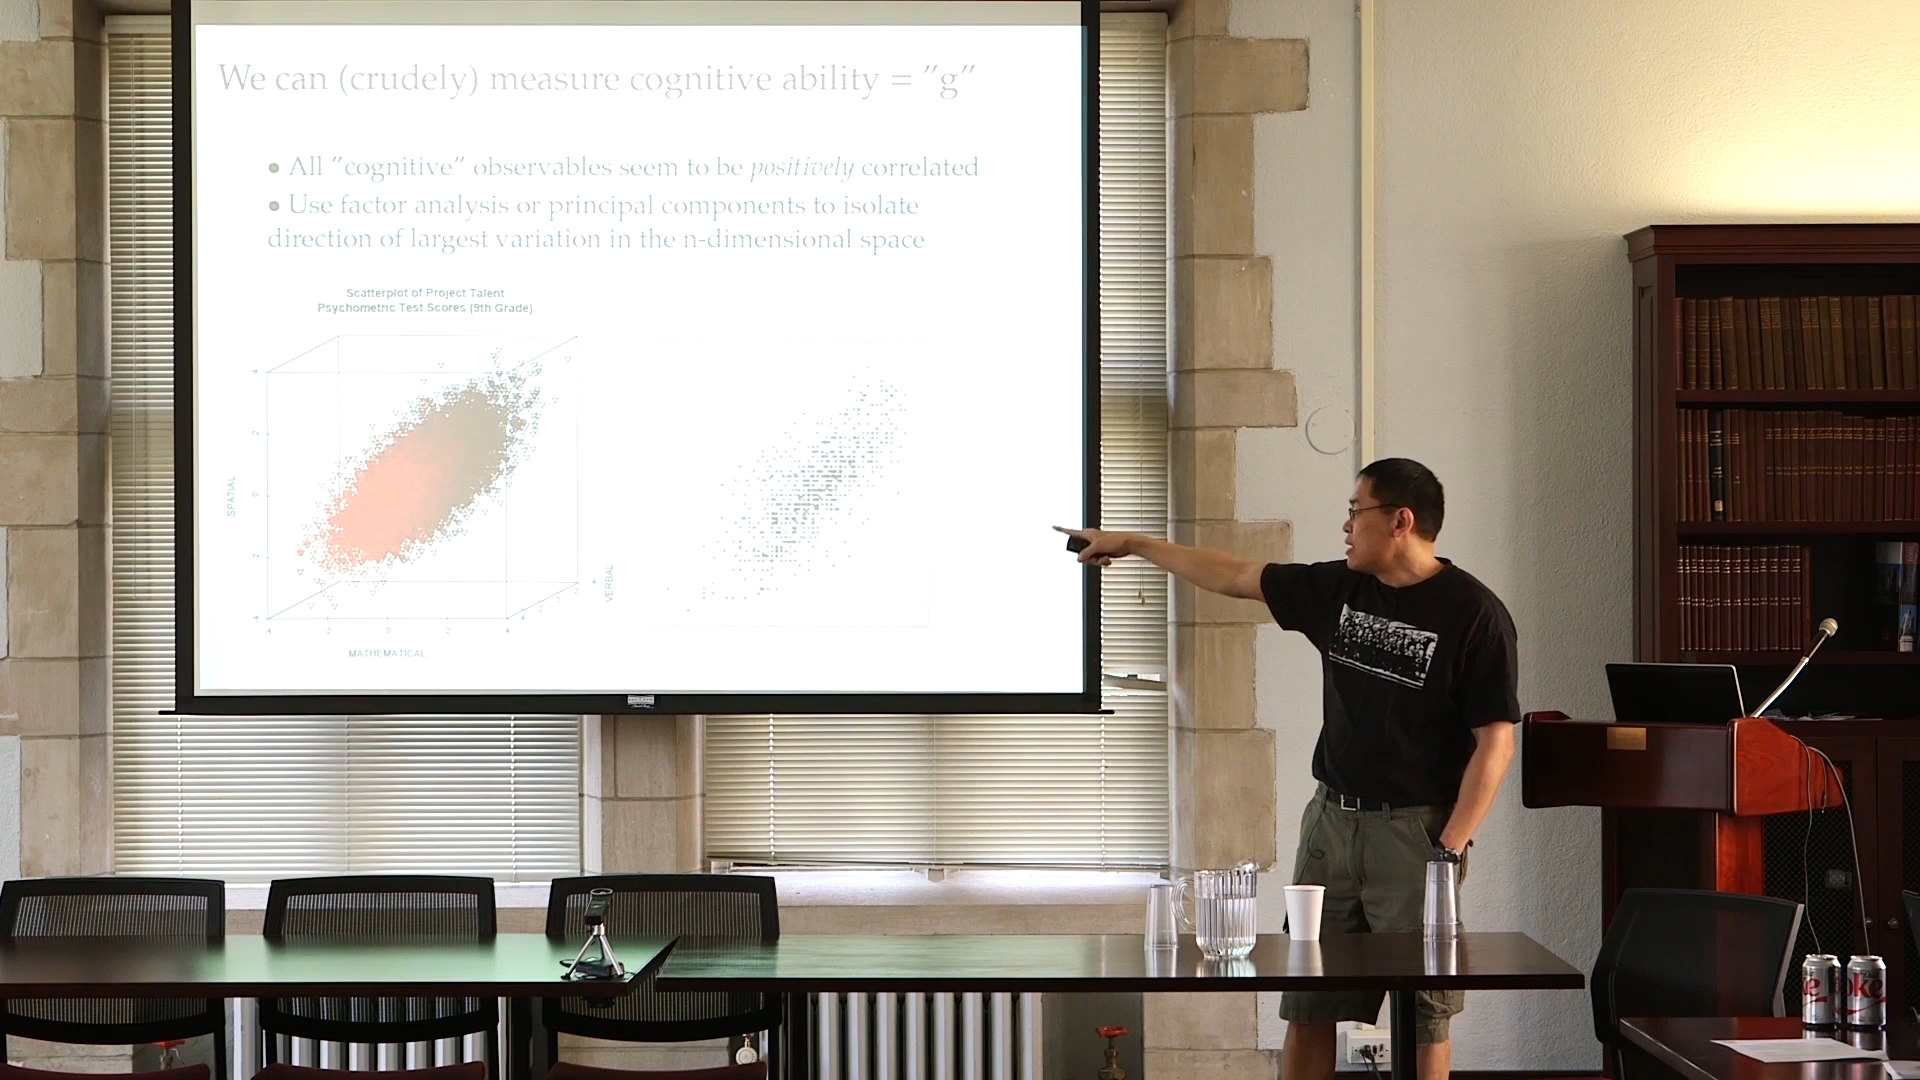 We can (crudely) measure cognitive ability = "g"
● All "cognitive" observables seem to be positively correlated
● Use factor analysis or principal components to isolate
direction of largest variation in the n-dimensional space
Scatterplot of Project Talent
Psychometric Test Scores (9th Grade)
SPATIAL
VERBAL
MATHEMATICAL
ke
oke